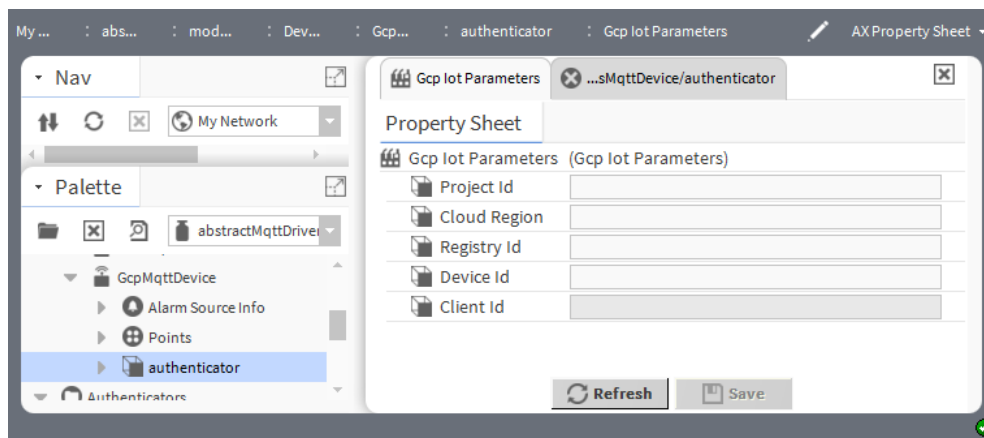 My ... : abs... : mod... : Dev... : Gcp... : authenticator : Gcp Iot Parameters AX Property Sheet
Nav
My Network
Palette
abstractMqttDriver
GcpMqttDevice
Alarm Source Info
Points
authenticator
Authenticators
Gcp Iot Parameters ...sMqttDevice/authenticator
Property Sheet
Gcp Iot Parameters (Gcp Iot Parameters)
Project Id
Cloud Region
Registry Id
Device Id
Client Id
Refresh Save